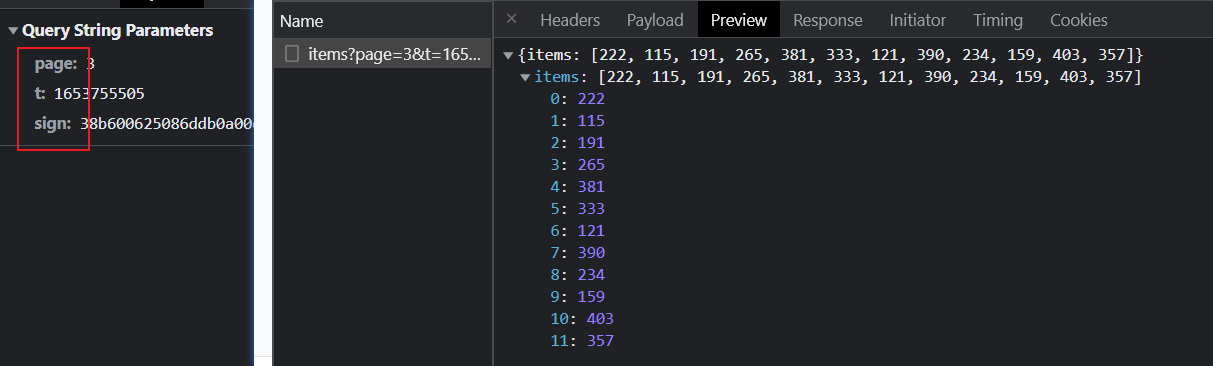 Query String Parameters
page: 3
t: 1653755505
sign: 38b600625086ddb0a00
Name
items?page=3&t=165...
× Headers Payload Preview Response Initiator Timing Cookies
{items: [222, 115, 191, 265, 381, 333, 121, 390, 234, 159, 403, 357]}
items: [222, 115, 191, 265, 381, 333, 121, 390, 234, 159, 403, 357]
0: 222
1: 115
2: 191
3: 265
4: 381
5: 333
6: 121
7: 390
8: 234
9: 159
10: 403
11: 357